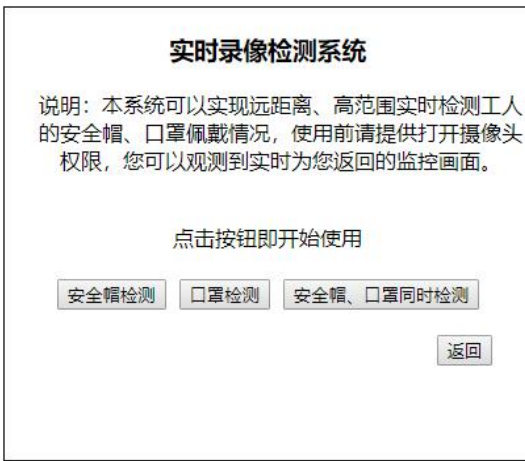 实时录像检测系统
说明：本系统可以实现远距离、高范围实时检测工人
的安全帽、口罩佩戴情况，使用前请提供打开摄像头
权限，您可以观测到实时为您返回的监控画面。
点击按钮即开始使用
安全帽检测 口罩检测 安全帽、口罩同时检测
返回